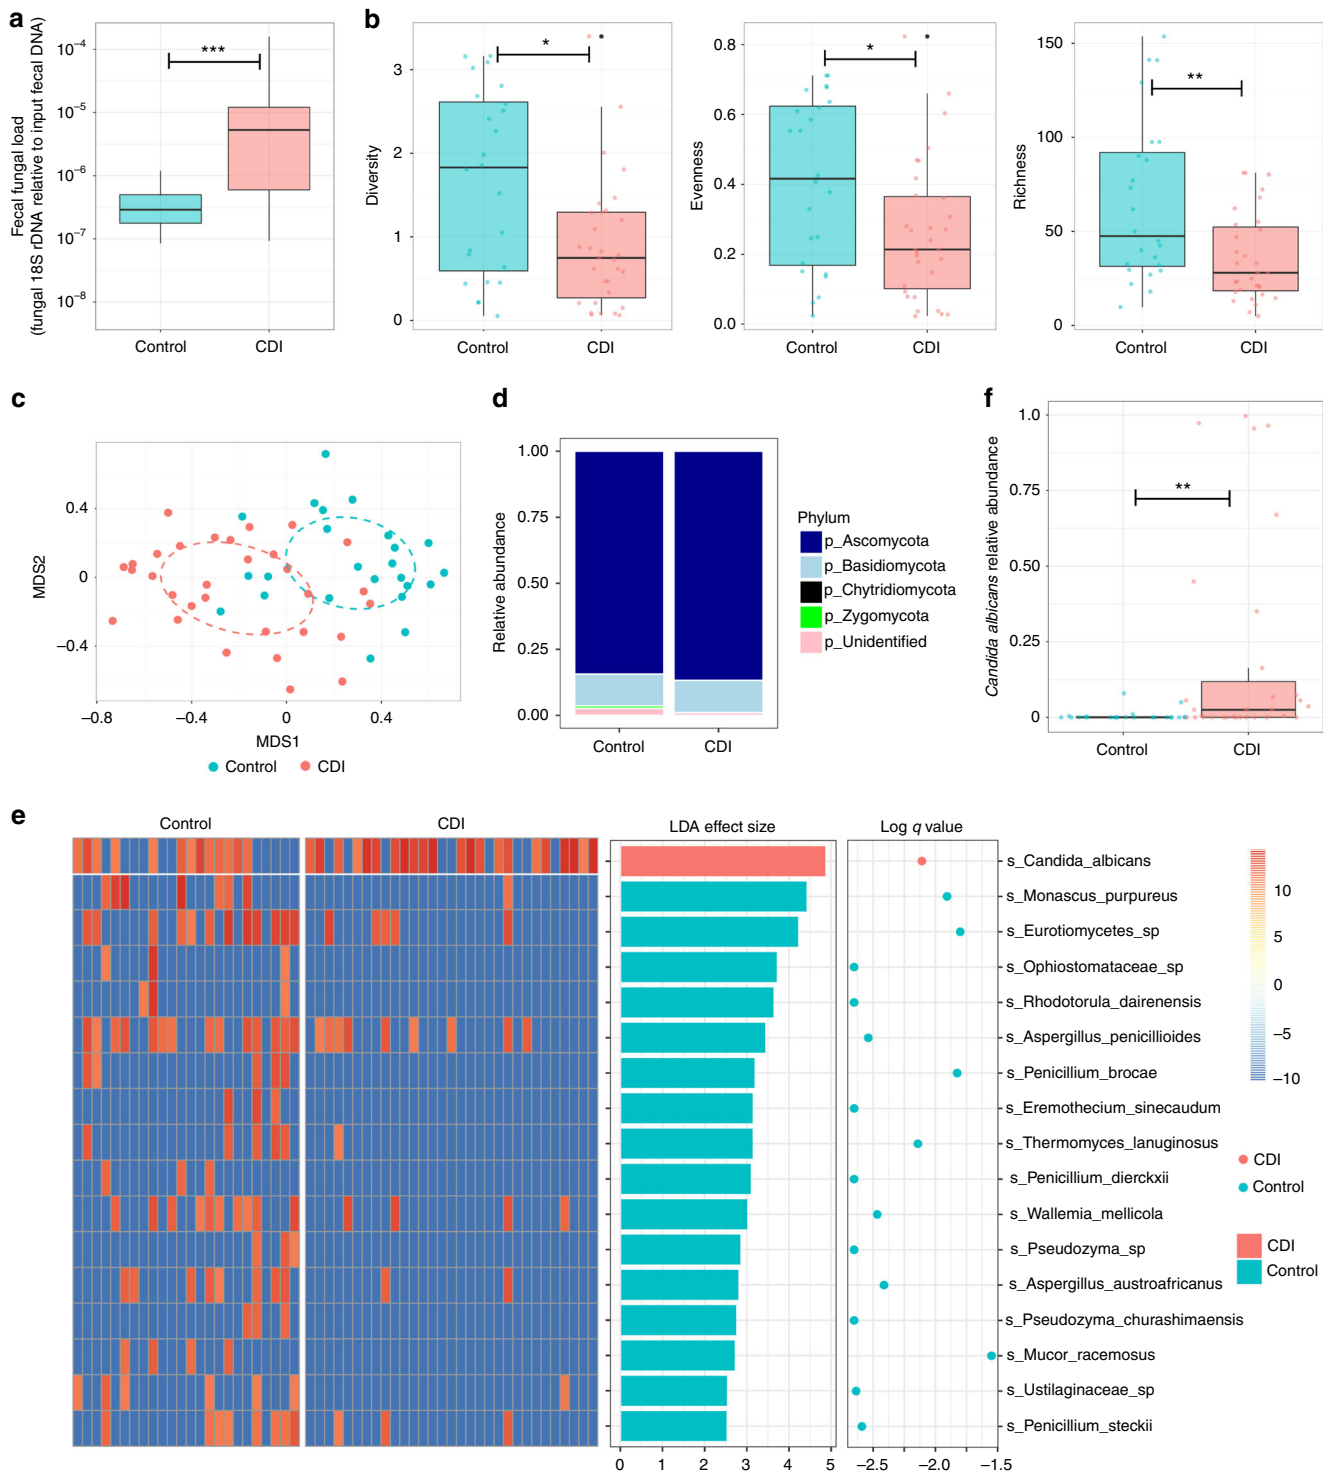 a
Fecal fungal load
(fungal 18S rDNA relative to input fecal DNA)
10⁻⁴
10⁻⁵
10⁻⁶
10⁻⁷
10⁻⁸
***
Control
CDI
b
Diversity
3
2
1
0
*
Control
CDI
Evenness
0.8
0.6
0.4
0.2
0.0
*
Control
CDI
Richness
150
100
50
0
**
Control
CDI
c
MDS2
0.4
0
−0.4
−0.8
−0.4
0
0.4
MDS1
Control
CDI
d
Relative abundance
1.00
0.75
0.50
0.25
0.00
Control
CDI
Phylum
p_Ascomycota
p_Basidiomycota
p_Chytridiomycota
p_Zygomycota
p_Unidentified
f
Candida albicans relative abundance
1.0
0.75
0.50
0.25
0
**
Control
CDI
e
Control
CDI
LDA effect size
Log q value
s_Candida_albicans
s_Monascus_purpureus
s_Eurotiomycetes_sp
s_Ophiostomataceae_sp
s_Rhodotorula_dairenensis
s_Aspergillus_penicillioides
s_Penicillium_brocae
s_Eremothecium_sinecaudum
s_Thermomyces_lanuginosus
s_Penicillium_dierckxii
s_Wallemia_mellicola
s_Pseudozyma_sp
s_Aspergillus_austroafricanus
s_Pseudozyma_churashimaensis
s_Mucor_racemosus
s_Ustilaginaceae_sp
s_Penicillium_steckii
0
1
2
3
4
5
−2.5
−2.0
−1.5
10
5
0
−5
−10
CDI
Control
CDI
Control